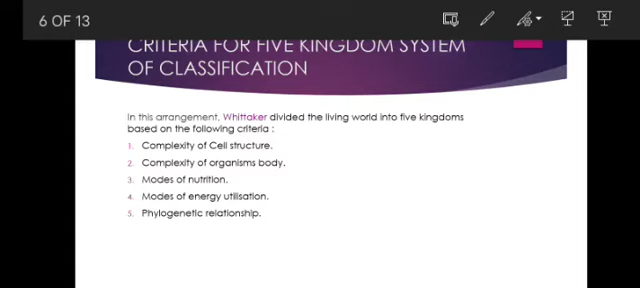 6 OF 13
CRITERIA FOR FIVE KINGDOM SYSTEM
OF CLASSIFICATION
In this arrangement, Whittaker divided the living world into five kingdoms
based on the following criteria :
1. Complexity of Cell structure.
2. Complexity of organisms body.
3. Modes of nutrition.
4. Modes of energy utilisation.
5. Phylogenetic relationship.